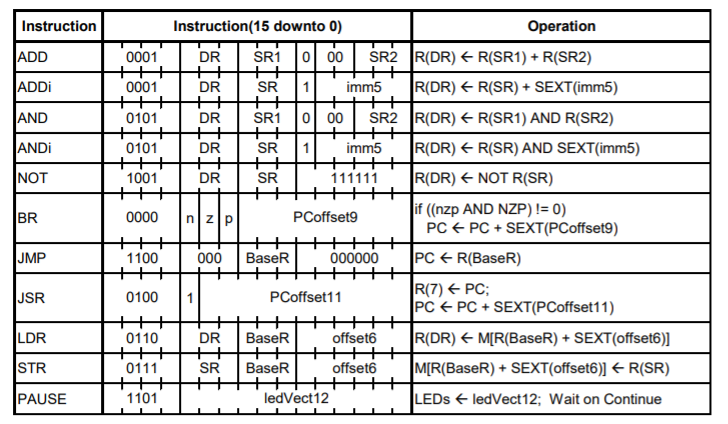 Instruction Instruction(15 downto 0) Operation
ADD 0001 DR SR1 0 00 SR2 R(DR) ← R(SR1) + R(SR2)
ADDi 0001 DR SR 1 imm5 R(DR) ← R(SR) + SEXT(imm5)
AND 0101 DR SR1 0 00 SR2 R(DR) ← R(SR1) AND R(SR2)
ANDi 0101 DR SR 1 imm5 R(DR) ← R(SR) AND SEXT(imm5)
NOT 1001 DR SR 111111 R(DR) ← NOT R(SR)
BR 0000 n z p PCoffset9 if ((nzp AND NZP) != 0)
PC ← PC + SEXT(PCoffset9)
JMP 1100 000 BaseR 000000 PC ← R(BaseR)
JSR 0100 1 PCoffset11 R(7) ← PC;
PC ← PC + SEXT(PCoffset11)
LDR 0110 DR BaseR offset6 R(DR) ← M[R(BaseR) + SEXT(offset6)]
STR 0111 SR BaseR offset6 M[R(BaseR) + SEXT(offset6)] ← R(SR)
PAUSE 1101 ledVect12 LEDs ← ledVect12; Wait on Continue